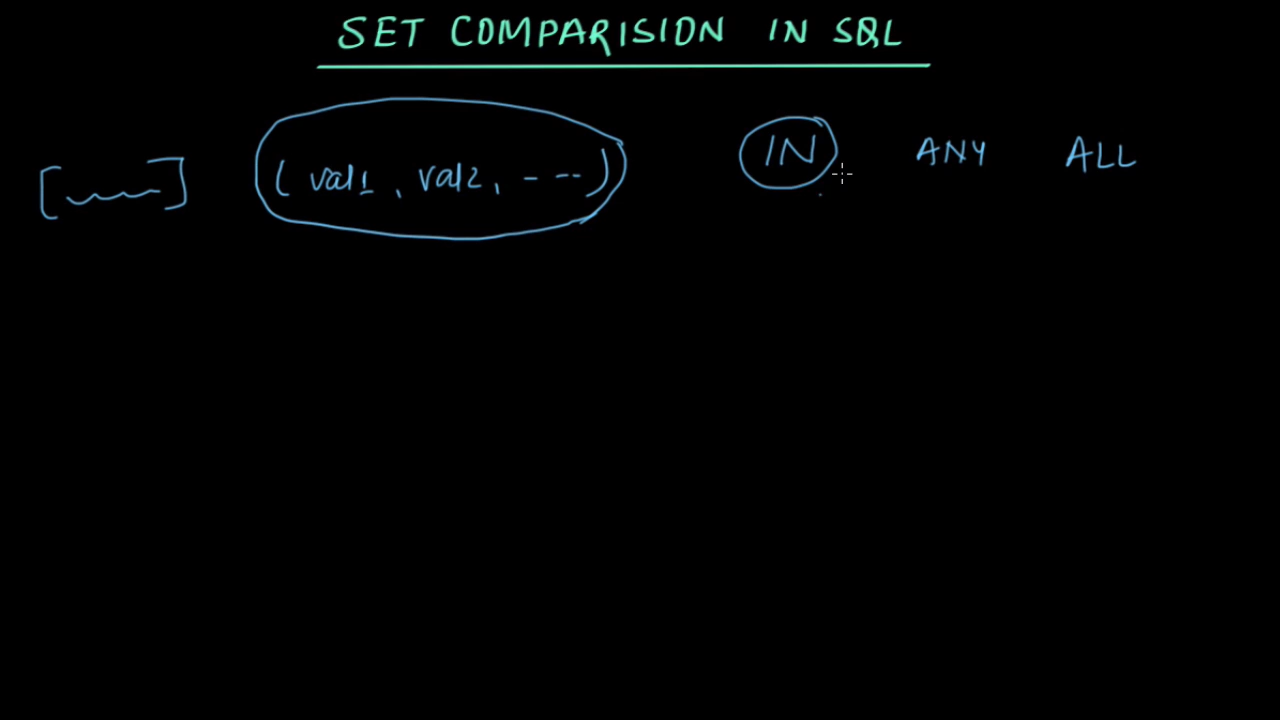 SET COMPARISION IN SQL
[ ] ( val1, val2, - -- ) IN ANY ALL